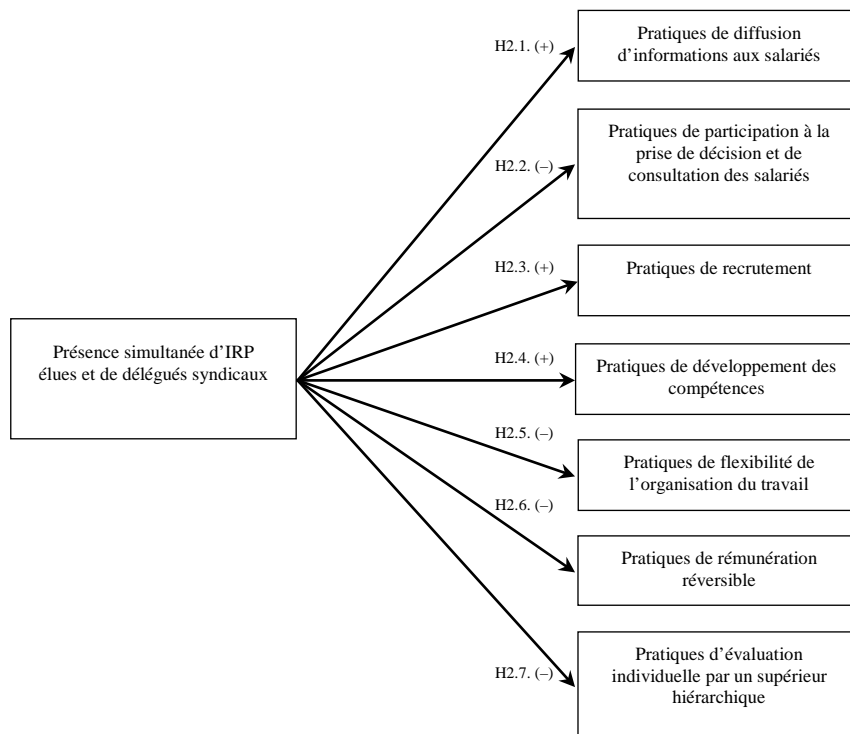 H2.1. (+)
Pratiques de diffusion
d’informations aux salariés
H2.2. (–)
Pratiques de participation à la
prise de décision et de
consultation des salariés
H2.3. (+)
Pratiques de recrutement
Présence simultanée d’IRP
élues et de délégués syndicaux
H2.4. (+)
Pratiques de développement des
compétences
H2.5. (–)
Pratiques de flexibilité de
l’organisation du travail
H2.6. (–)
Pratiques de rémunération
réversible
H2.7. (–)
Pratiques d’évaluation
individuelle par un supérieur
hiérarchique